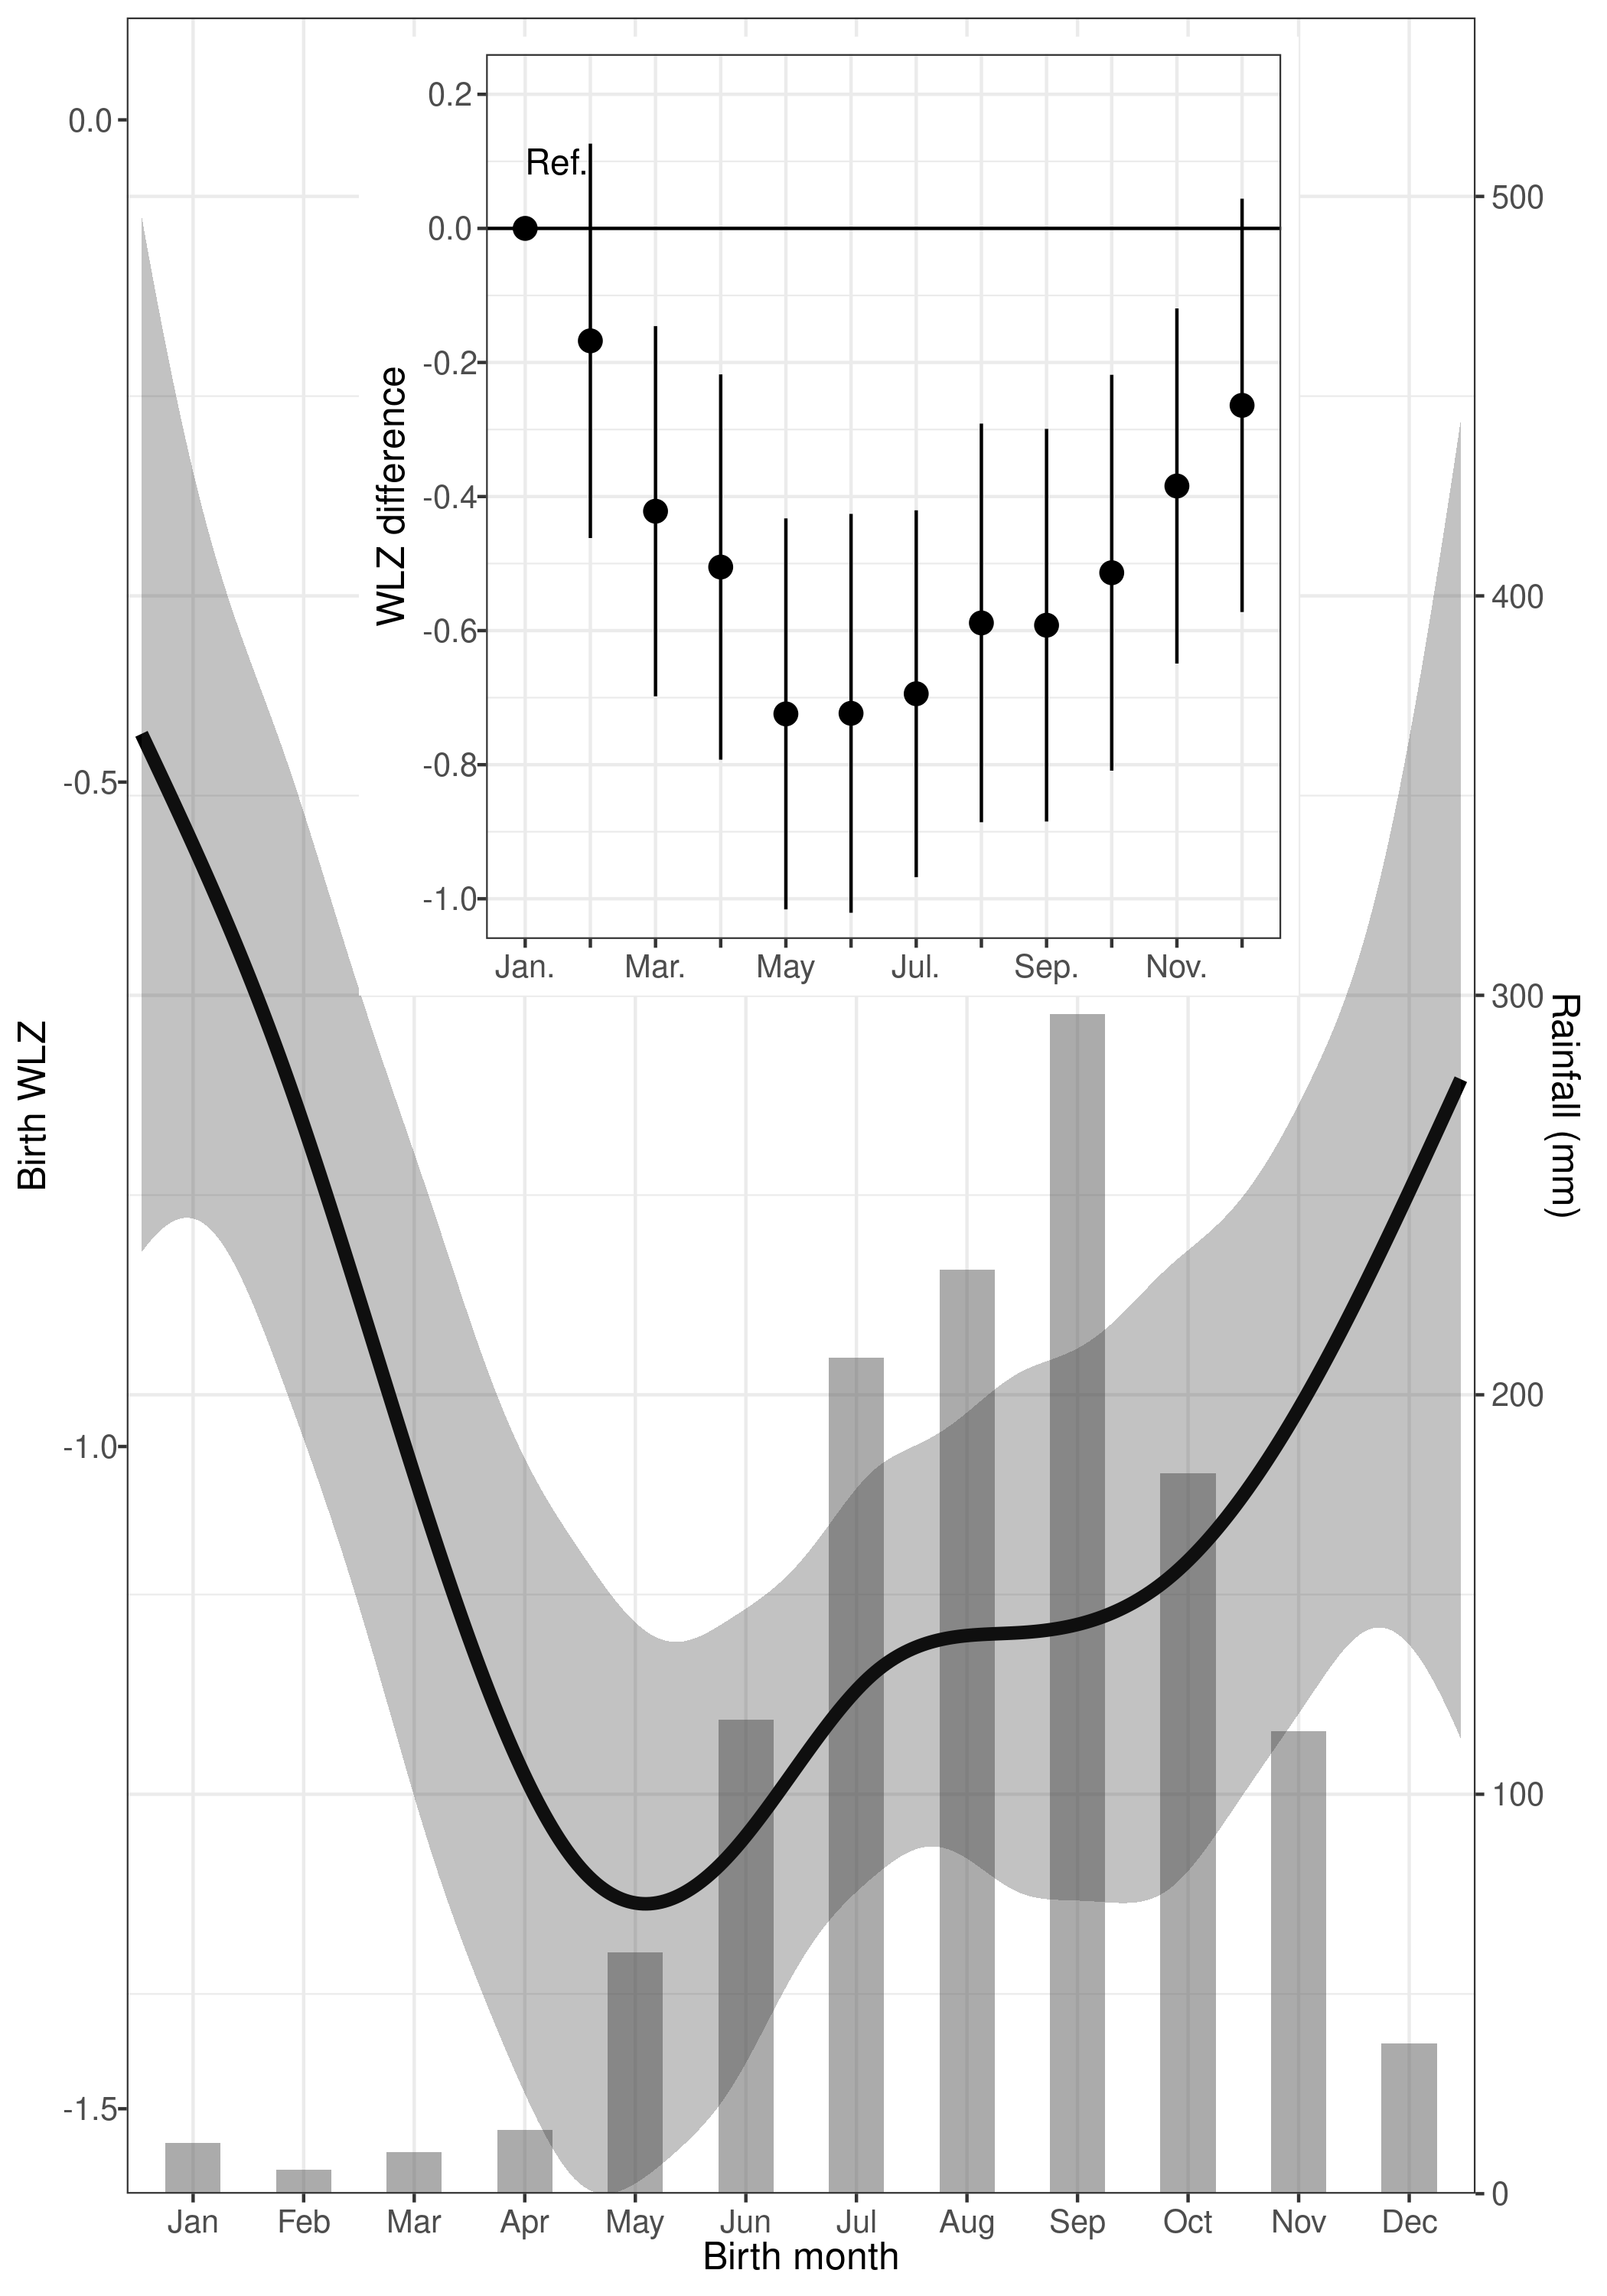 0.2
0.0
-0.2
-0.4
-0.6
-0.8
-1.0
Ref.
WLZ difference
Jan. Mar. May Jul. Sep. Nov.
0.0
-0.5
-1.0
-1.5
Birth WLZ
500
400
300
200
100
0
Rainfall (mm)
Jan Feb Mar Apr May Jun Jul Aug Sep Oct Nov Dec
Birth month